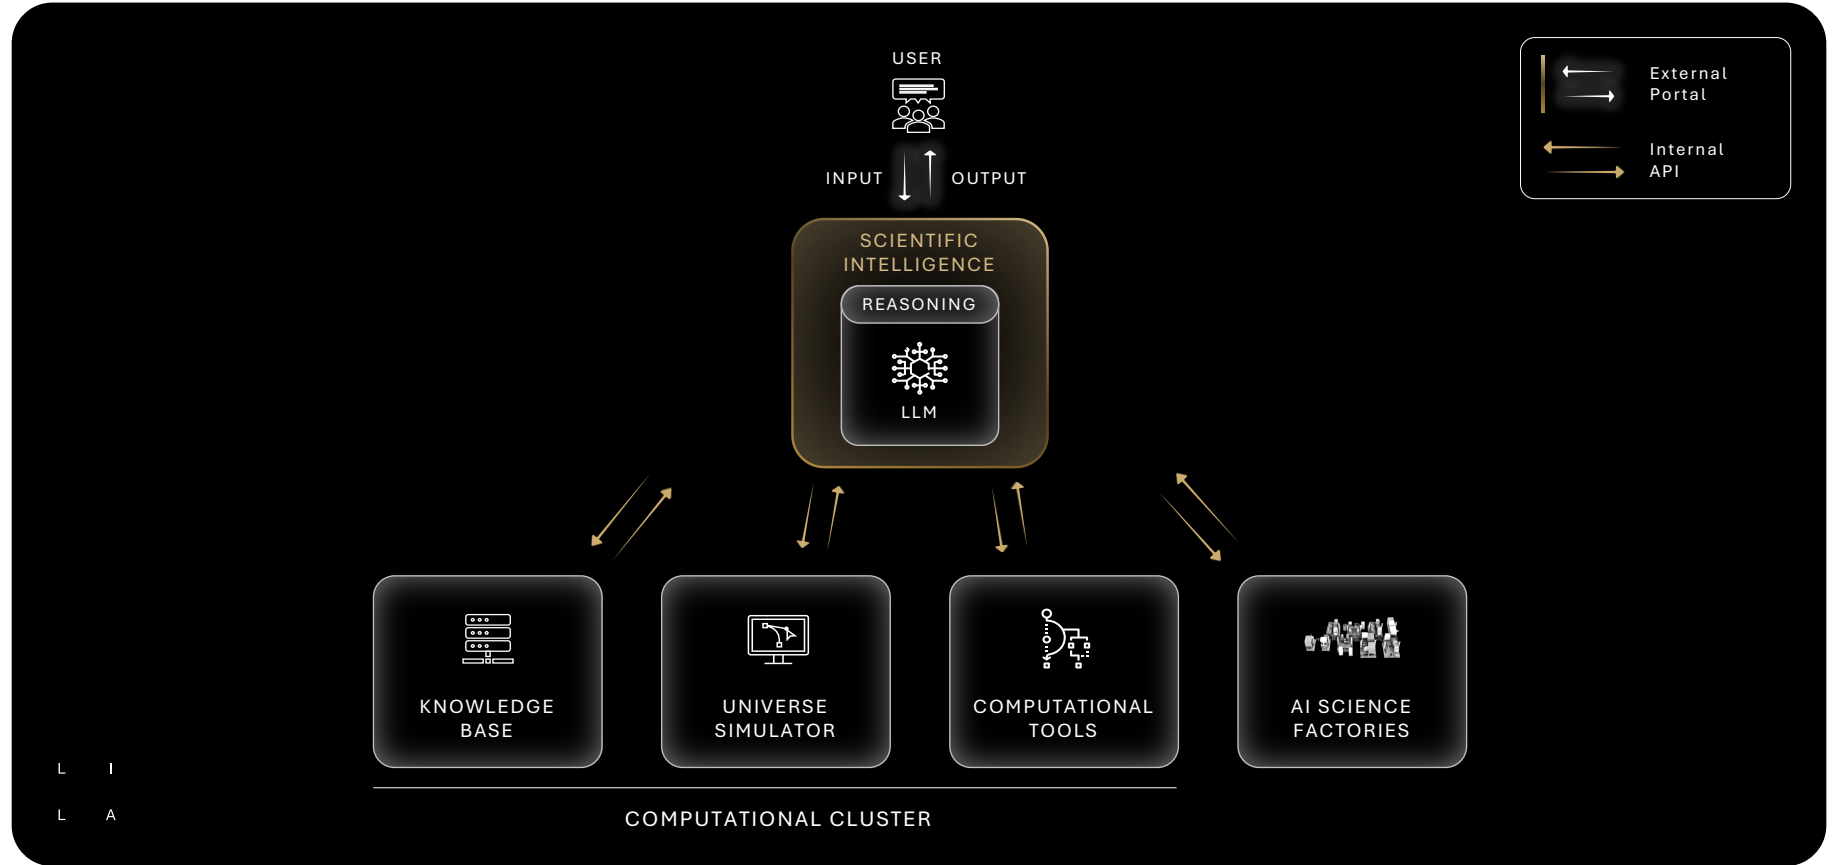 USER
External
Portal
INPUT
OUTPUT
Internal
API
SCIENTIFIC
INTELLIGENCE
REASONING
LLM
KNOWLEDGE
BASE
UNIVERSE
SIMULATOR
COMPUTATIONAL
TOOLS
AI SCIENCE
FACTORIES
L I
L A
COMPUTATIONAL CLUSTER